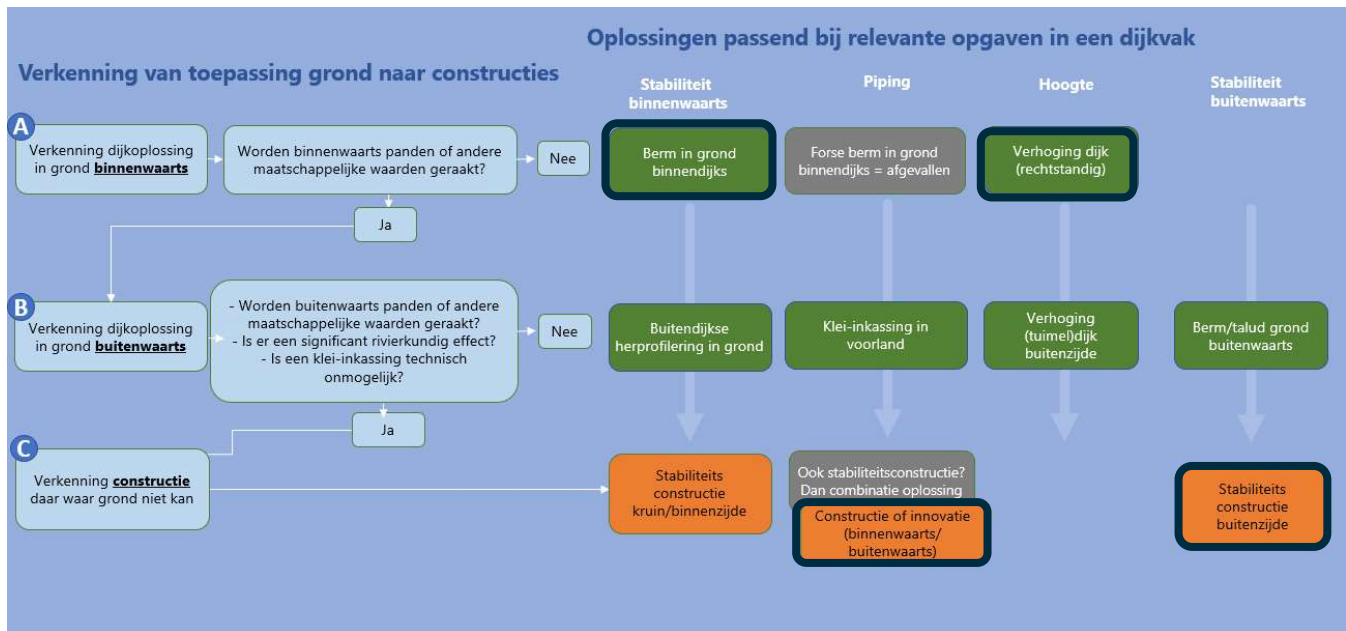 Oplossingen passend bij relevante opgaven in een dijkvak
Verkenning van toepassing grond naar constructies
Stabiliteit
binnenwaarts
Piping
Hoogte
Stabiliteit
buitenwaarts
A
Verkenning dijkoplossing
in grond binnenwaarts
Worden binnenwaarts panden of andere
maatschappelijke waarden geraakt?
Nee
Berm in grond
binnendijks
Forse berm in grond
binnendijks = afgevallen
Verhoging dijk
(rechtstandig)
Ja
B
Verkenning dijkoplossing
in grond buitenwaarts
- Worden buitenwaarts panden of andere
maatschappelijke waarden geraakt?
- Is er een significant rivierkundig effect?
- Is een klei-inkassing technisch
onmogelijk?
Nee
Buitendijkse
herprofilering in grond
Klei-inkassing in
voorland
Verhoging
(tuimel)dijk
buitenzijde
Berm/talud grond
buitenwaarts
Ja
C
Verkenning constructie
daar waar grond niet kan
Stabiliteits
constructie
kruin/binnenzijde
Ook stabiliteitsconstructie?
Dan combinatie oplossing
Constructie of innovatie
(binnenwaarts/
buitenwaarts)
Stabiliteits
constructie
buitenzijde